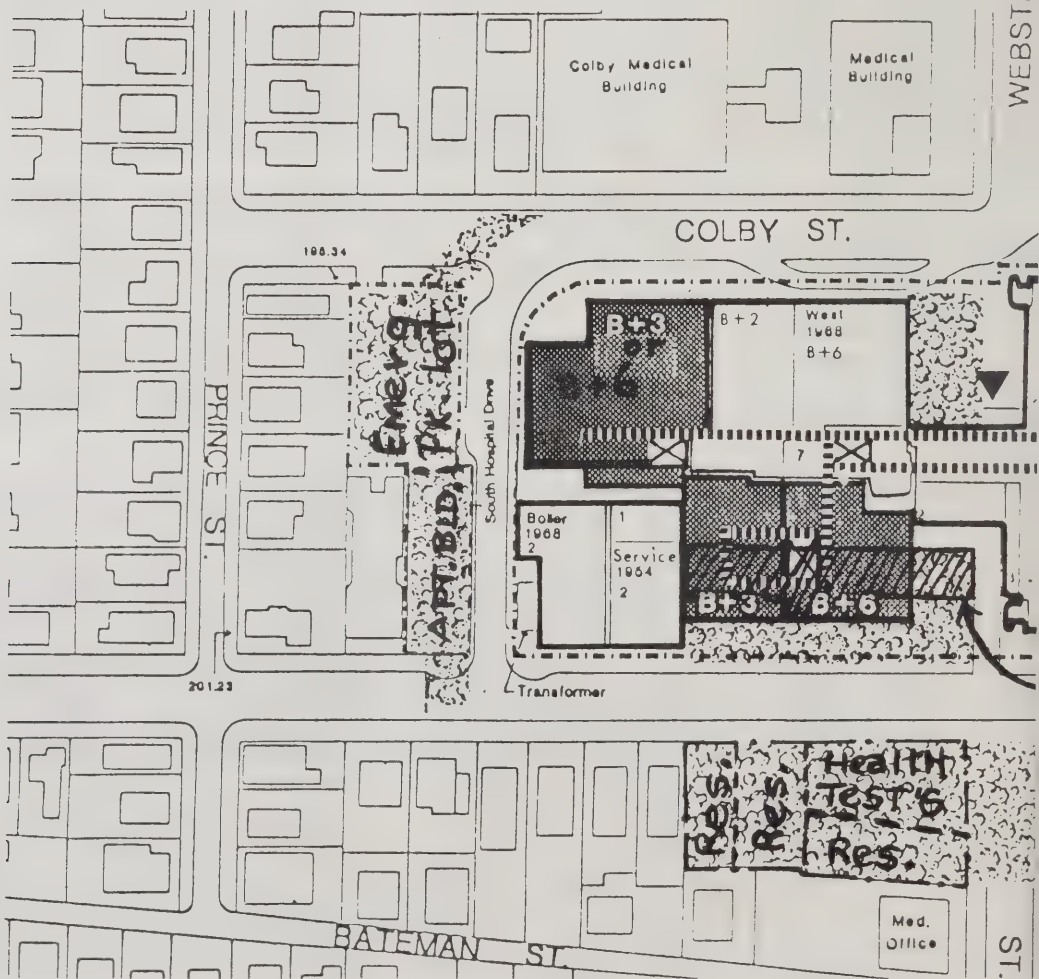 WEBST
Colby Medical
Building
Medical
Building
COLBY ST.
198.34
Emerg.
PK. Lot
APT. BLD.
South Hospital Drive
PRINCE ST.
B+3
or
B+6
B + 2
West
1988
B+6
7
Boiler
1968
2
1
Service
1964
2
B+3
B+6
201.23
Transformer
Res.
Res.
Health
TEST'G
Res.
Med.
Office
BATEMAN ST.
ST.